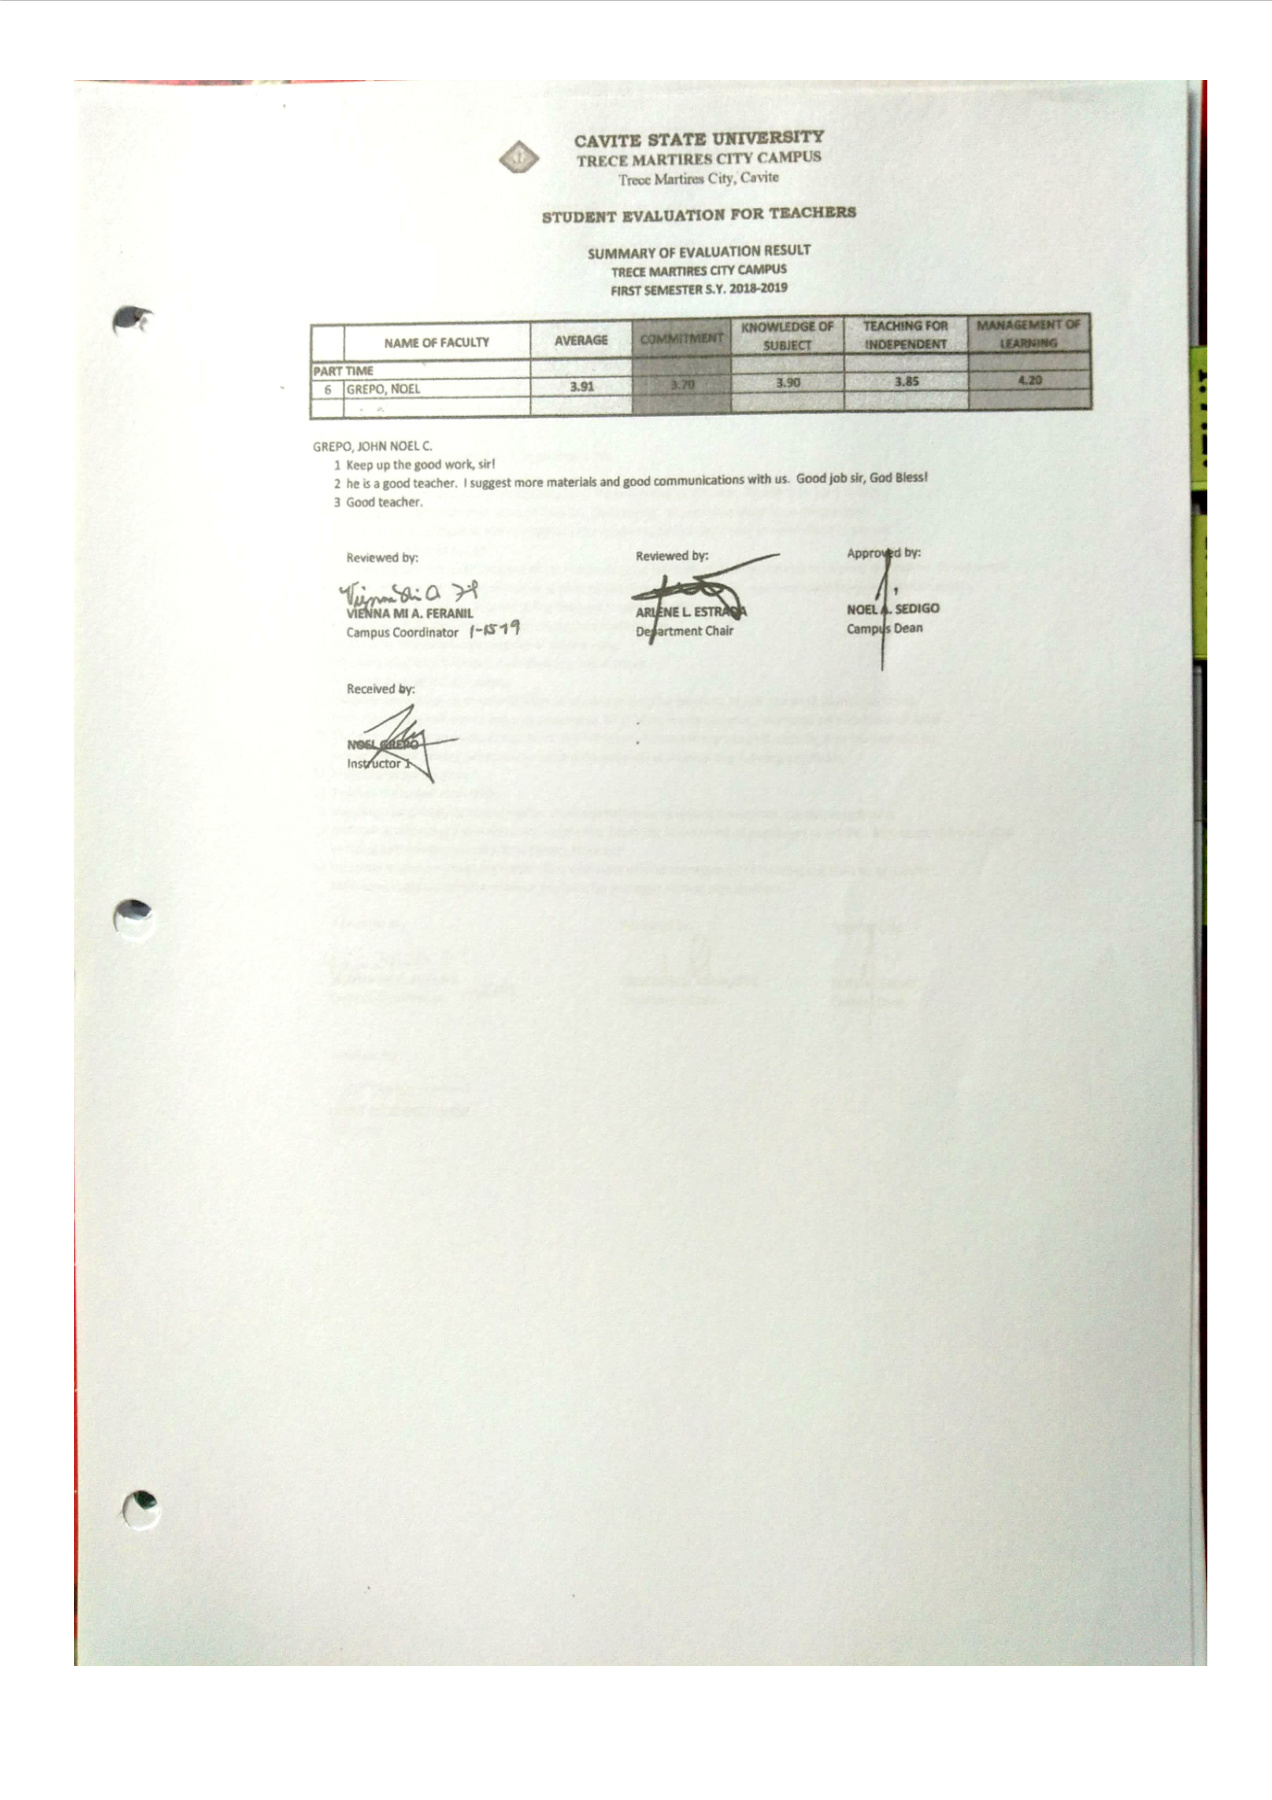 CAVITE STATE UNIVERSITY
TRECE MARTIRES CITY CAMPUS
Trece Martires City, Cavite
STUDENT EVALUATION FOR TEACHERS
SUMMARY OF EVALUATION RESULT
TRECE MARTIRES CITY CAMPUS
FIRST SEMESTER S.Y. 2018-2019
NAME OF FACULTY AVERAGE COMMITMENT KNOWLEDGE OF SUBJECT TEACHING FOR INDEPENDENT MANAGEMENT OF LEARNING
PART TIME
6 GREPO, NOEL 3.91 3.70 3.90 3.85 4.20
GREPO, JOHN NOEL C.
1 Keep up the good work, sir!
2 he is a good teacher. I suggest more materials and good communications with us. Good job sir, God Bless!
3 Good teacher.
Reviewed by: Reviewed by: Approved by:
VIENNA MI A. FERANIL ARLENE L. ESTRADA NOEL A. SEDIGO
Campus Coordinator 1-15-19 Department Chair Campus Dean
Received by:
NOEL GREPO
Instructor 1